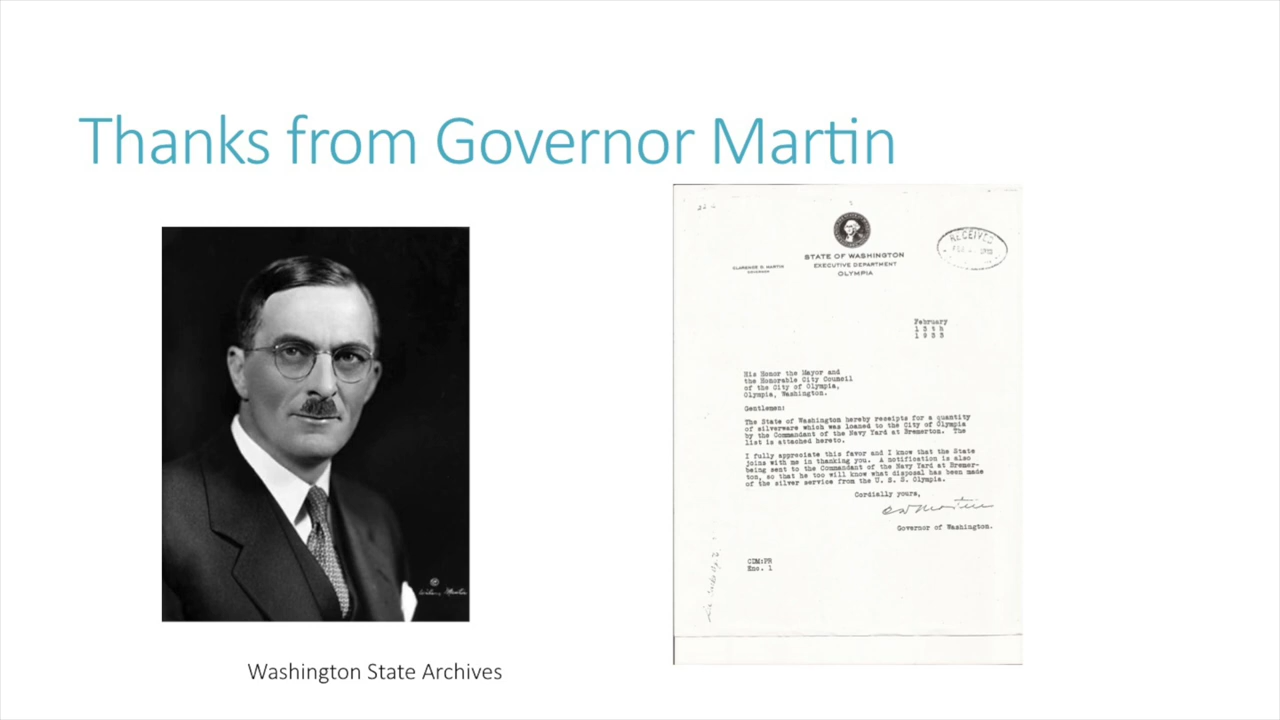 Thanks from Governor Martin
RECEIVED
STATE OF WASHINGTON
EXECUTIVE DEPARTMENT
OLYMPIA
CLARENCE D. MARTIN
GOVERNOR
February
13th
1933
His Honor the Mayor and
the Honorable City Council
of the City of Olympia,
Olympia, Washington.
Gentlemen:
The State of Washington hereby receipts for a quantity
of silverware which was loaned to the City of Olympia
by the Commandant of the Navy Yard at Bremerton. The
list is attached hereto.
I fully appreciate this favor and I know that the State
joins with me in thanking you. A notification is also
being sent to the Commandant of the Navy Yard at Bremer-
ton, so that he too will know what disposal has been made
of the silver service from the U. S. S. Olympia.
Cordially yours,
Governor of Washington.
CDM:PR
Enc. 1
Washington State Archives